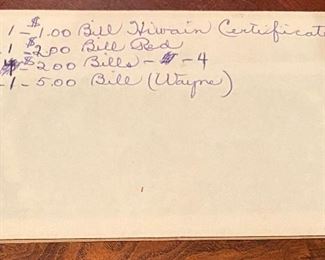 1 - $1.00 Bill Hiwain (Certificate
1 - $2.00 Bill Red
- $2.00 Bills - - 4
-1 - 5.00 Bill (Wayne)